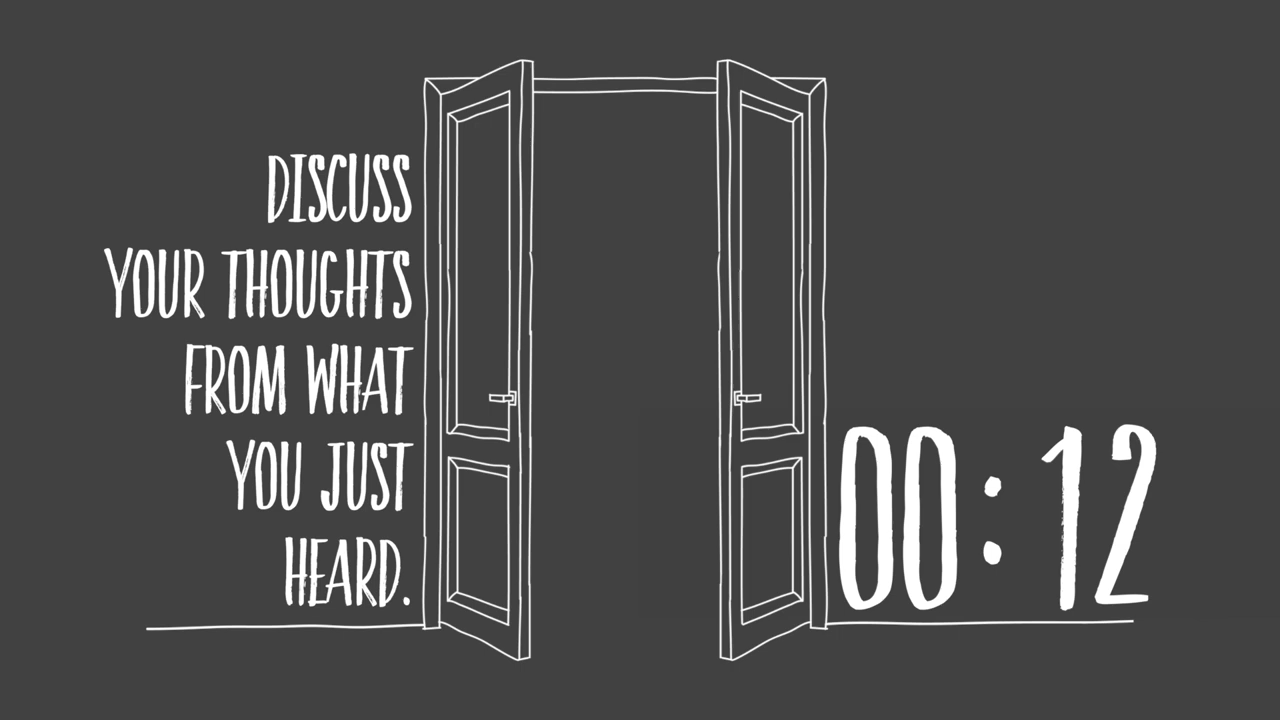 DISCUSS
YOUR THOUGHTS
FROM WHAT
YOU JUST
HEARD.
00:12